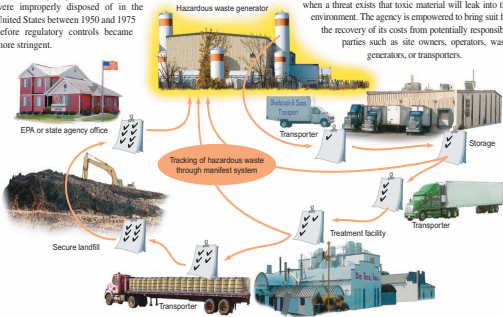 were improperly disposed of in the
United States between 1950 and 1975
before regulatory controls became
more stringent.
when a threat exists that toxic material will leak into the
environment. The agency is empowered to bring suit for
the recovery of its costs from potentially responsible
parties such as site owners, operators, waste
generators, or transporters.
Hazardous waste generator
EPA or state agency office
Transporter
Storage
Tracking of hazardous waste
through manifest system
Transporter
Treatment facility
Secure landfill
Transporter
De Tox, Inc.